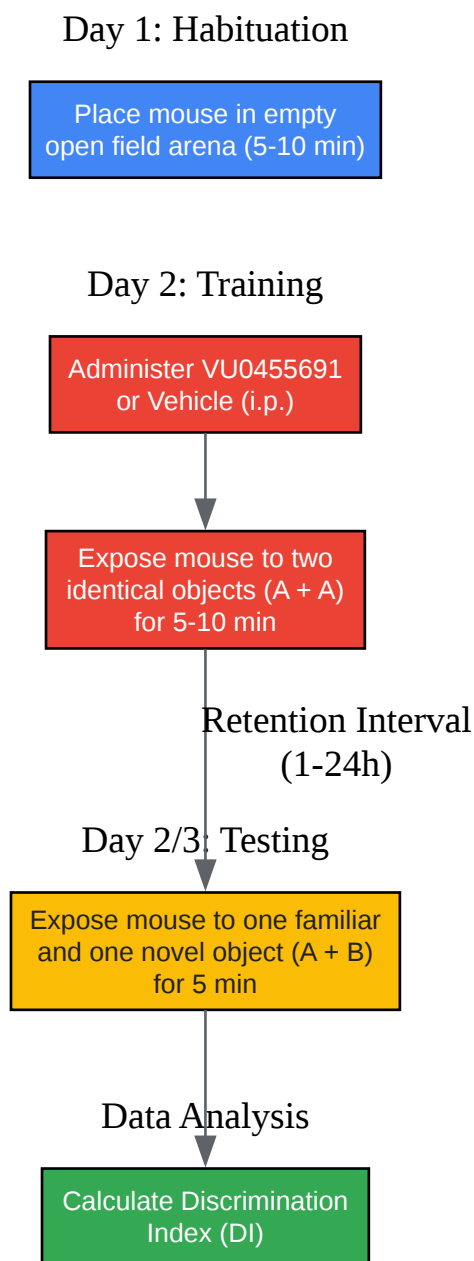 Day 1: Habituation
Place mouse in empty
open field arena (5-10 min)
Day 2: Training
Administer VU0455691
or Vehicle (i.p.)
Expose mouse to two
identical objects (A + A)
for 5-10 min
Retention Interval
(1-24h)
Day 2/3: Testing
Expose mouse to one familiar
and one novel object (A + B)
for 5 min
Data Analysis
Calculate Discrimination
Index (DI)